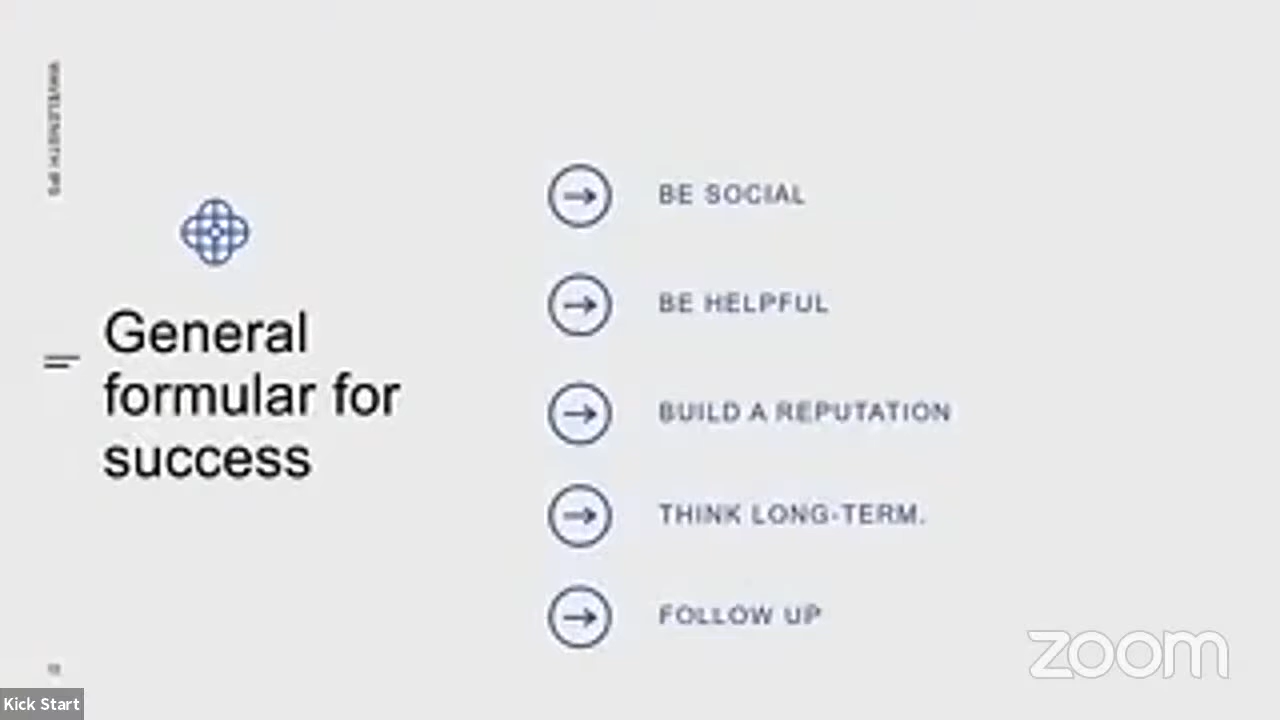 General
formular for
success
BE SOCIAL
BE HELPFUL
BUILD A REPUTATION
THINK LONG-TERM.
FOLLOW UP
zoom
Kick Start